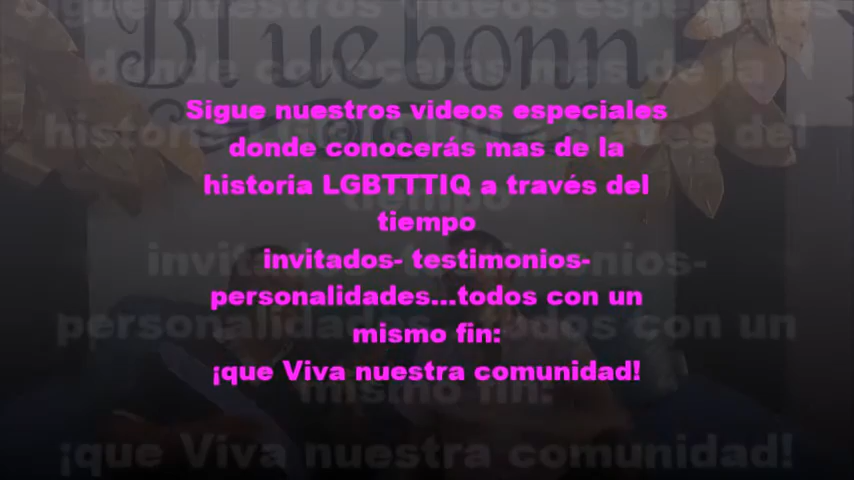 Bluebonn
Sigue nuestros videos especiales
donde conocerás mas de la
historia LGBTTTIQ a través del
tiempo
invitados- testimonios-
personalidades...todos con un
mismo fin:
¡que Viva nuestra comunidad!